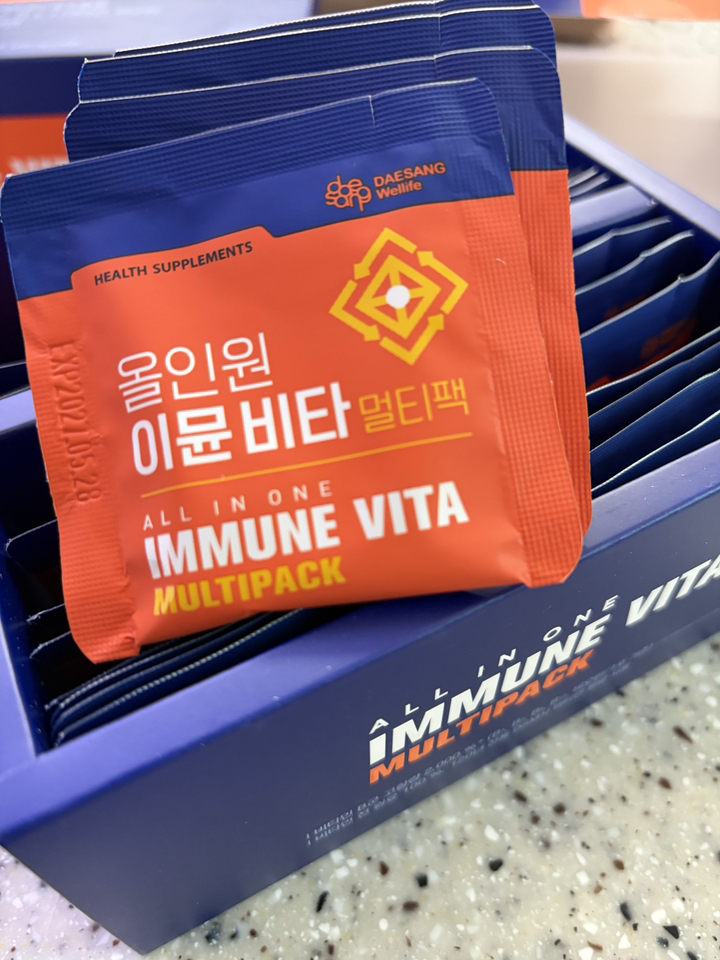 DAESANG
Wellife
HEALTH SUPPLEMENTS
올인원
이뮨 비타 멀티팩
ALL IN ONE
IMMUNE VITA
MULTIPACK
ALL IN ONE
IMMUNE VITA
MULTIPACK